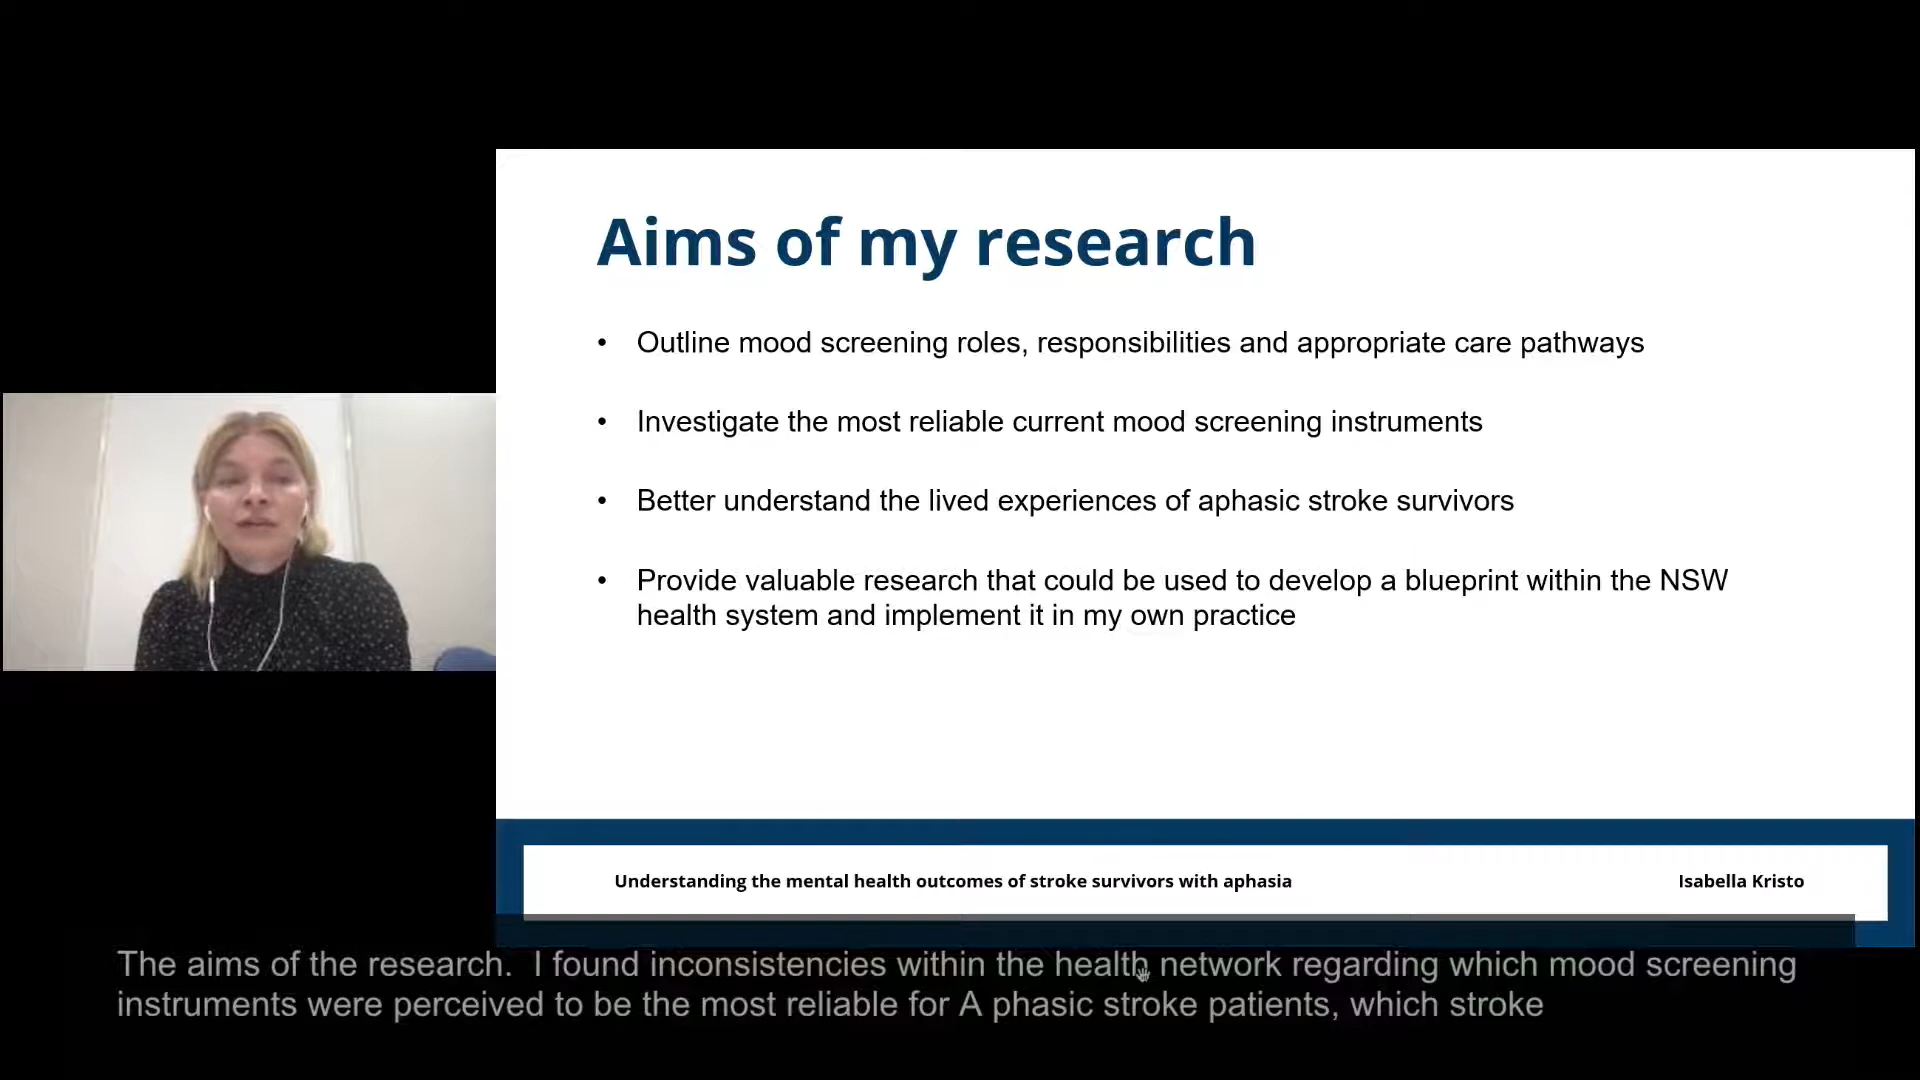 Aims of my research
• Outline mood screening roles, responsibilities and appropriate care pathways
• Investigate the most reliable current mood screening instruments
• Better understand the lived experiences of aphasic stroke survivors
• Provide valuable research that could be used to develop a blueprint within the NSW
health system and implement it in my own practice
Understanding the mental health outcomes of stroke survivors with aphasia
Isabella Kristo
The aims of the research.  I found inconsistencies within the health network regarding which mood screening
instruments were perceived to be the most reliable for A phasic stroke patients, which stroke